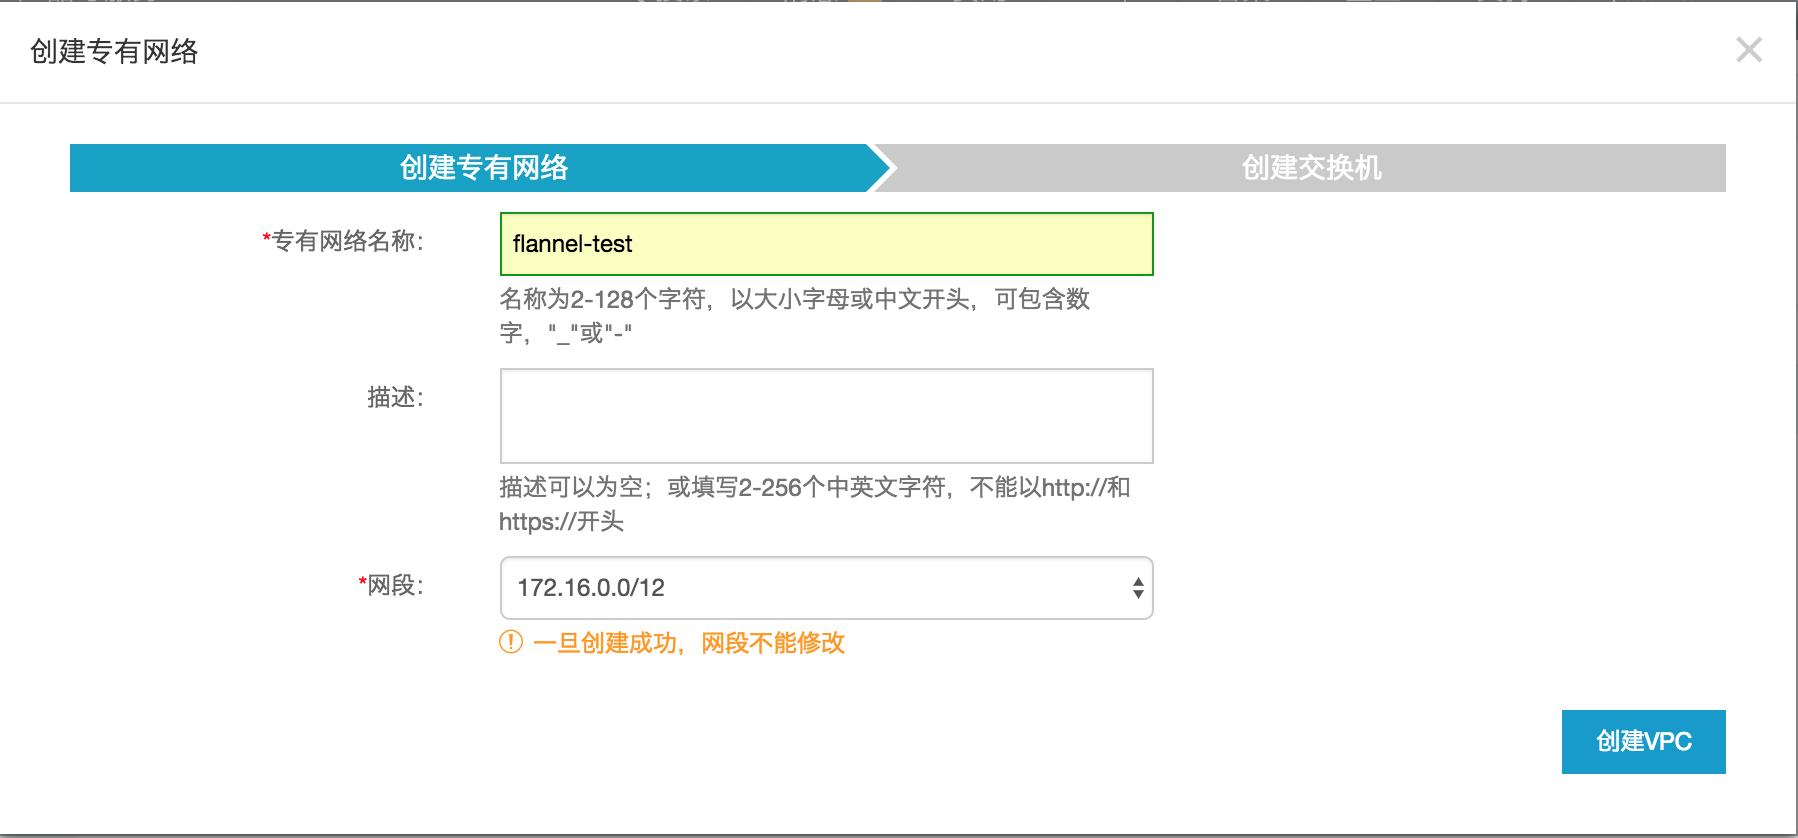 创建专有网络
创建专有网络
创建交换机
*专有网络名称：
flannel-test
名称为2-128个字符，以大小字母或中文开头，可包含数
字，"_"或"-"
描述：
描述可以为空；或填写2-256个中英文字符，不能以http://和
https://开头
*网段：
172.16.0.0/12
一旦创建成功，网段不能修改
创建VPC